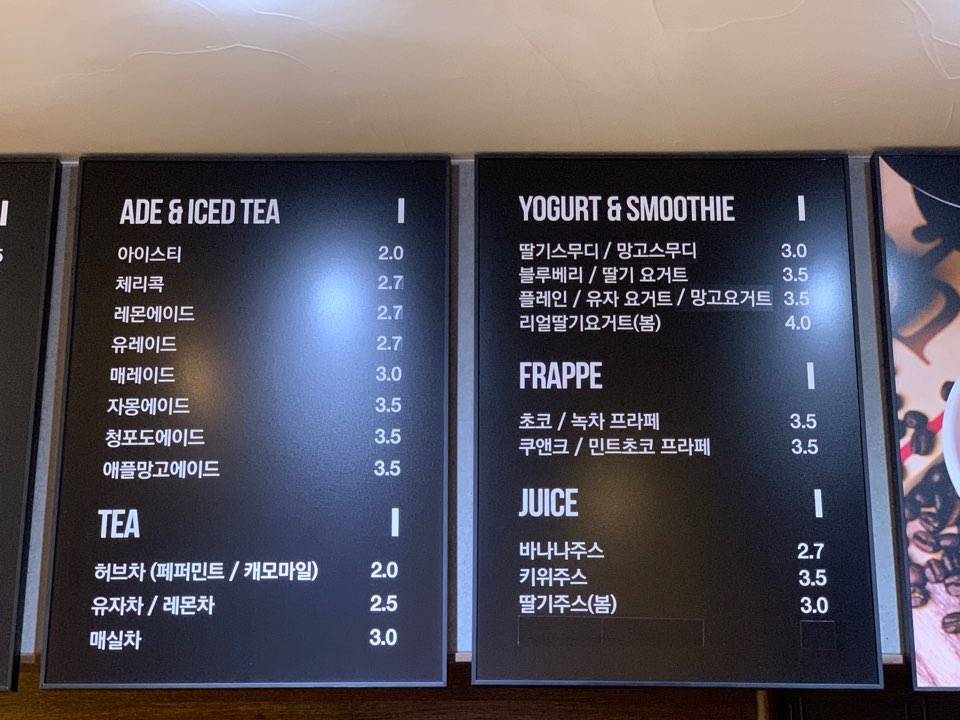 ADE & ICED TEA I
아이스티 2.0
체리콕 2.7
레몬에이드 2.7
유레이드 2.7
매레이드 3.0
자몽에이드 3.5
청포도에이드 3.5
애플망고에이드 3.5
TEA I
허브차 (페퍼민트 / 캐모마일) 2.0
유자차 / 레몬차 2.5
매실차 3.0
YOGURT & SMOOTHIE I
딸기스무디 / 망고스무디 3.0
블루베리 / 딸기 요거트 3.5
플레인 / 유자 요거트 / 망고요거트 3.5
리얼딸기요거트(봄) 4.0
FRAPPE I
초코 / 녹차 프라페 3.5
쿠앤크 / 민트초코 프라페 3.5
JUICE I
바나나주스 2.7
키위주스 3.5
딸기주스(봄) 3.0